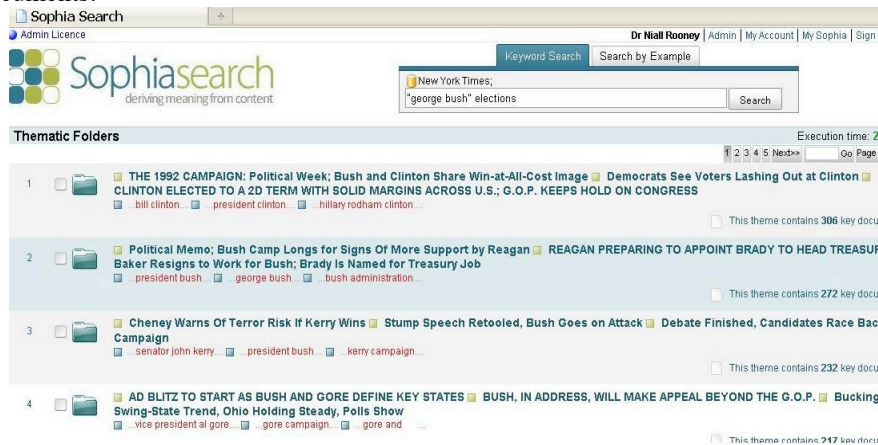 Sophia Search
Admin Licence
Dr Niall Rooney | Admin | My Account | My Sophia | Sign
Sophiasearch
deriving meaning from content
Keyword Search Search by Example
New York Times;
"george bush" elections Search
Thematic Folders Execution time: 2
1 2 3 4 5 Next>> Go Page
1 THE 1992 CAMPAIGN: Political Week; Bush and Clinton Share Win-at-All-Cost Image Democrats See Voters Lashing Out at Clinton
CLINTON ELECTED TO A 2D TERM WITH SOLID MARGINS ACROSS U.S.; G.O.P. KEEPS HOLD ON CONGRESS
...bill clinton.... ...president clinton.... ...hillary rodham clinton....
This theme contains 306 key docu
2 Political Memo; Bush Camp Longs for Signs Of More Support by Reagan REAGAN PREPARING TO APPOINT BRADY TO HEAD TREASUR
Baker Resigns to Work for Bush; Brady Is Named for Treasury Job
...president bush.... ...george bush.... ...bush administration....
This theme contains 272 key docu
3 Cheney Warns Of Terror Risk If Kerry Wins Stump Speech Retooled, Bush Goes on Attack Debate Finished, Candidates Race Bac
Campaign
...senator john kerry.... ...president bush.... ...kerry campaign....
This theme contains 232 key docu
4 AD BLITZ TO START AS BUSH AND GORE DEFINE KEY STATES BUSH, IN ADDRESS, WILL MAKE APPEAL BEYOND THE G.O.P. Bucking
Swing-State Trend, Ohio Holding Steady, Polls Show
...vice president al gore.... ...gore campaign.... ...gore and ...
This theme contains 217 key docu